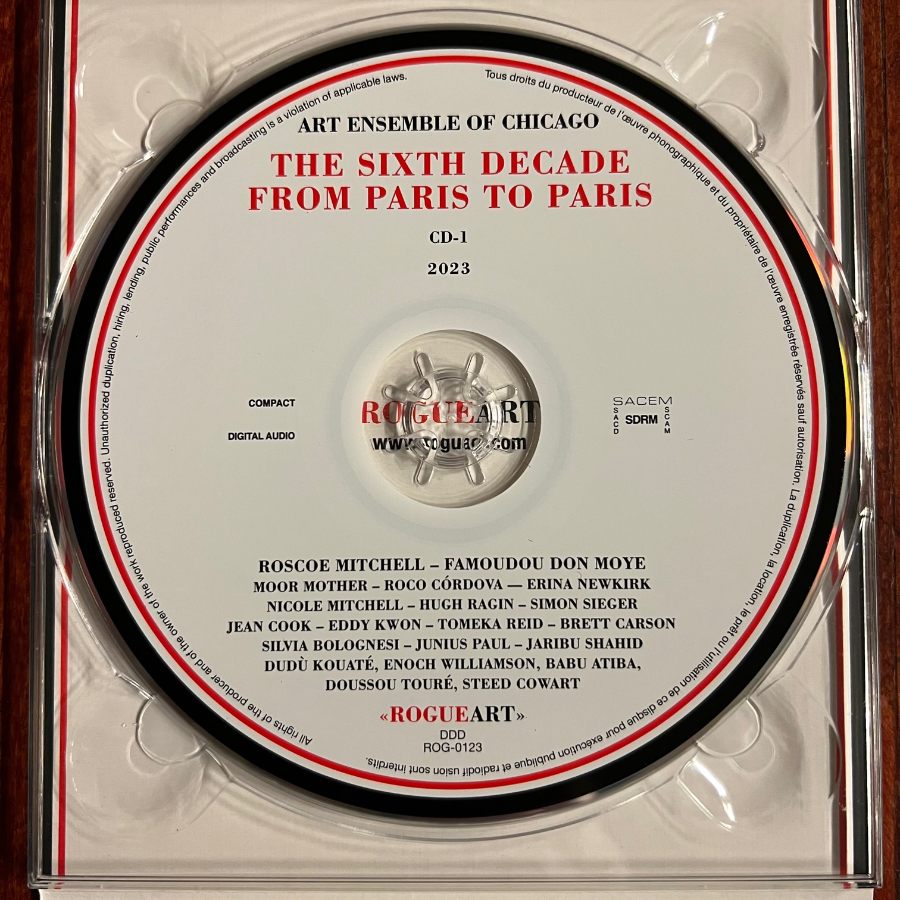 ART ENSEMBLE OF CHICAGO
THE SIXTH DECADE
FROM PARIS TO PARIS
CD-1
2023
COMPACT
DIGITAL AUDIO
ROGUEART
SACEM
SACD
SDRM
SCAM
ROSCOE MITCHELL – FAMOUDOU DON MOYE
MOOR MOTHER – ROCO CÓRDOVA — ERINA NEWKIRK
NICOLE MITCHELL – HUGH RAGIN – SIMON SIEGER
JEAN COOK – EDDY KWON – TOMEKA REID – BRETT CARSON
SILVIA BOLOGNESI – JUNIUS PAUL – JARIBU SHAHID
DUDÙ KOUATÉ, ENOCH WILLIAMSON, BABU ATIBA,
DOUSSOU TOURÉ, STEED COWART
«ROGUEART»
DDD
ROG-0123
All rights of the producer and of the owner of the work reproduced reserved. Unauthorized duplication, hiring, lending, public performances and broadcasting is a violation of applicable laws.
Tous droits du producteur de l'œuvre phonographique et du propriétaire de l'œuvre enregistrée réservés sauf autorisation. La duplication, la location, le prêt ou l'utilisation de ce disque pour exécution publique et radiodif usion sont interdits.